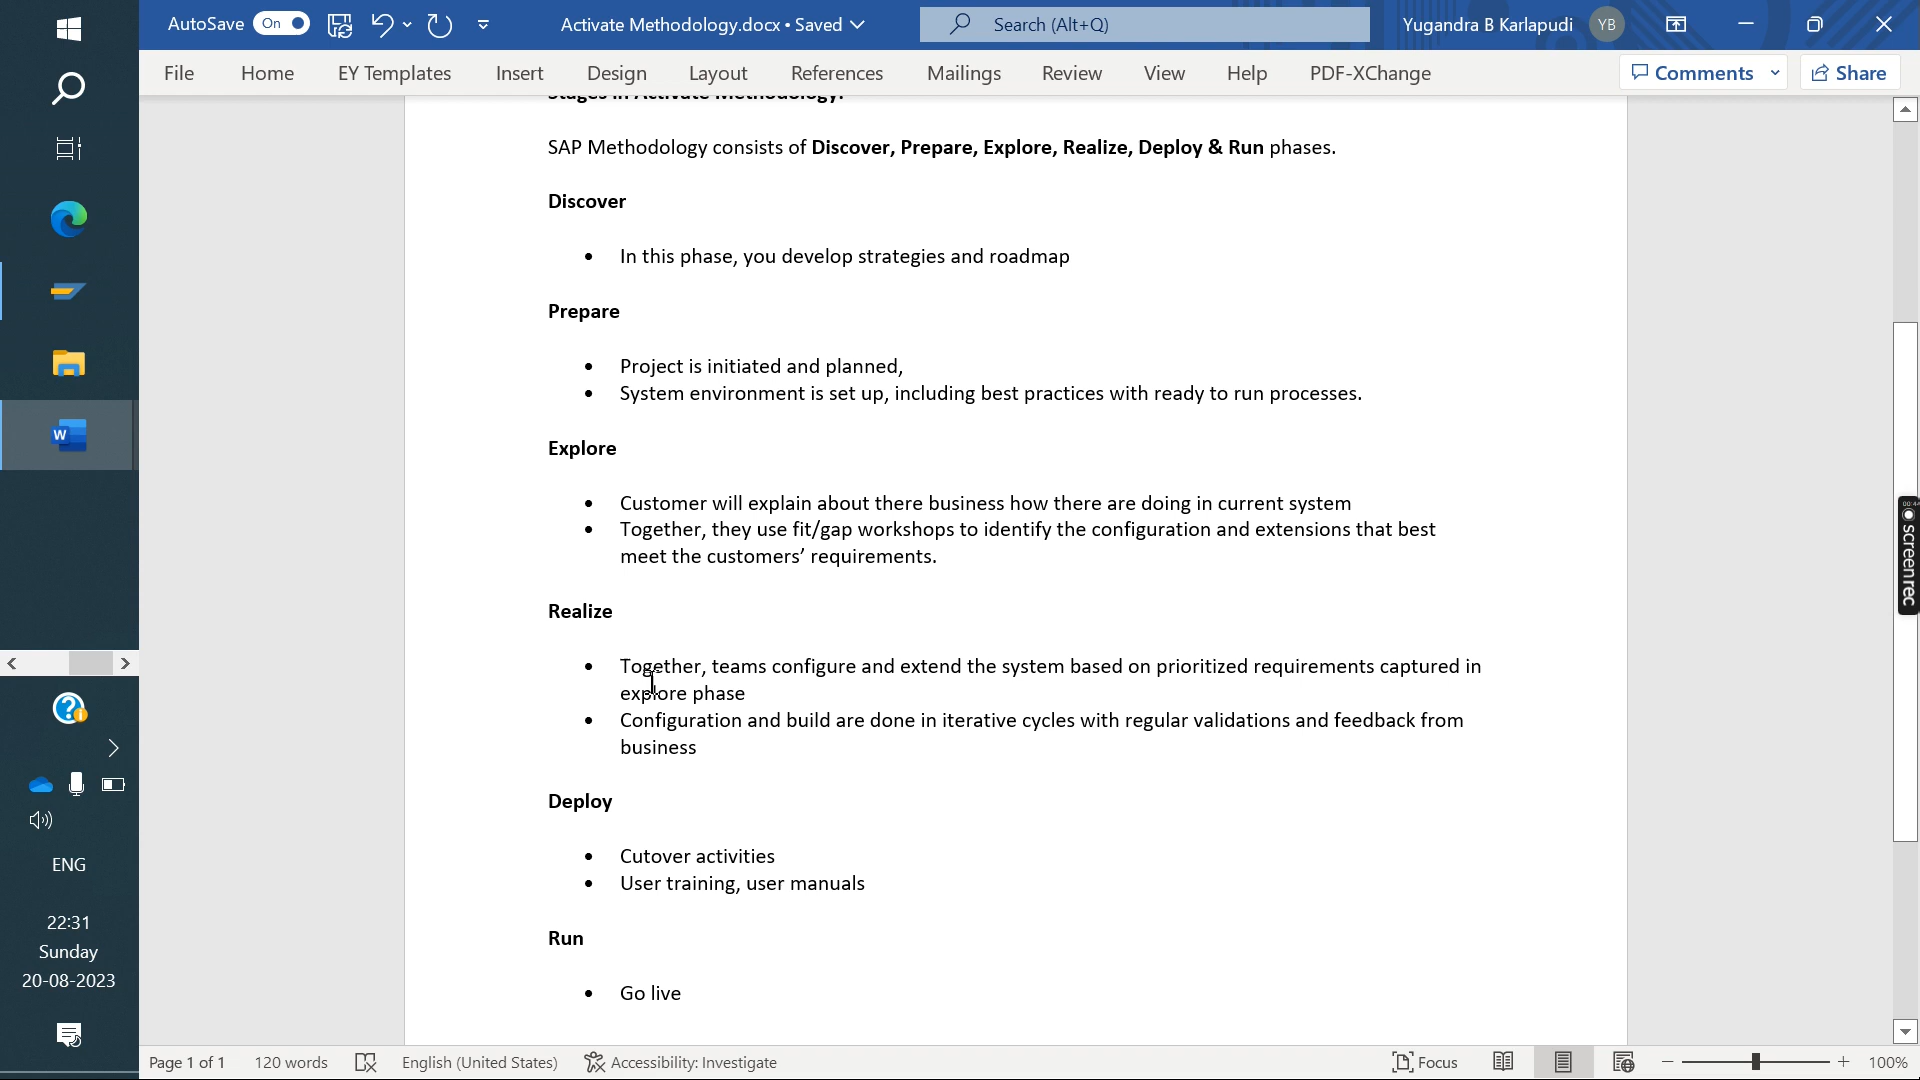 AutoSave On Activate Methodology.docx • Saved Search (Alt+Q) Yugandra B Karlapudi YB
File Home EY Templates Insert Design Layout References Mailings Review View Help PDF-XChange Comments Share
Stages in Activate Methodology:
SAP Methodology consists of Discover, Prepare, Explore, Realize, Deploy & Run phases.
Discover
• In this phase, you develop strategies and roadmap
Prepare
• Project is initiated and planned,
• System environment is set up, including best practices with ready to run processes.
Explore
• Customer will explain about there business how there are doing in current system
• Together, they use fit/gap workshops to identify the configuration and extensions that best
meet the customers’ requirements.
Realize
• Together, teams configure and extend the system based on prioritized requirements captured in
explore phase
• Configuration and build are done in iterative cycles with regular validations and feedback from
business
Deploy
• Cutover activities
• User training, user manuals
Run
• Go live
W
ENG
22:31
Sunday
20-08-2023
screenrec
Page 1 of 1 120 words English (United States) Accessibility: Investigate Focus 100%